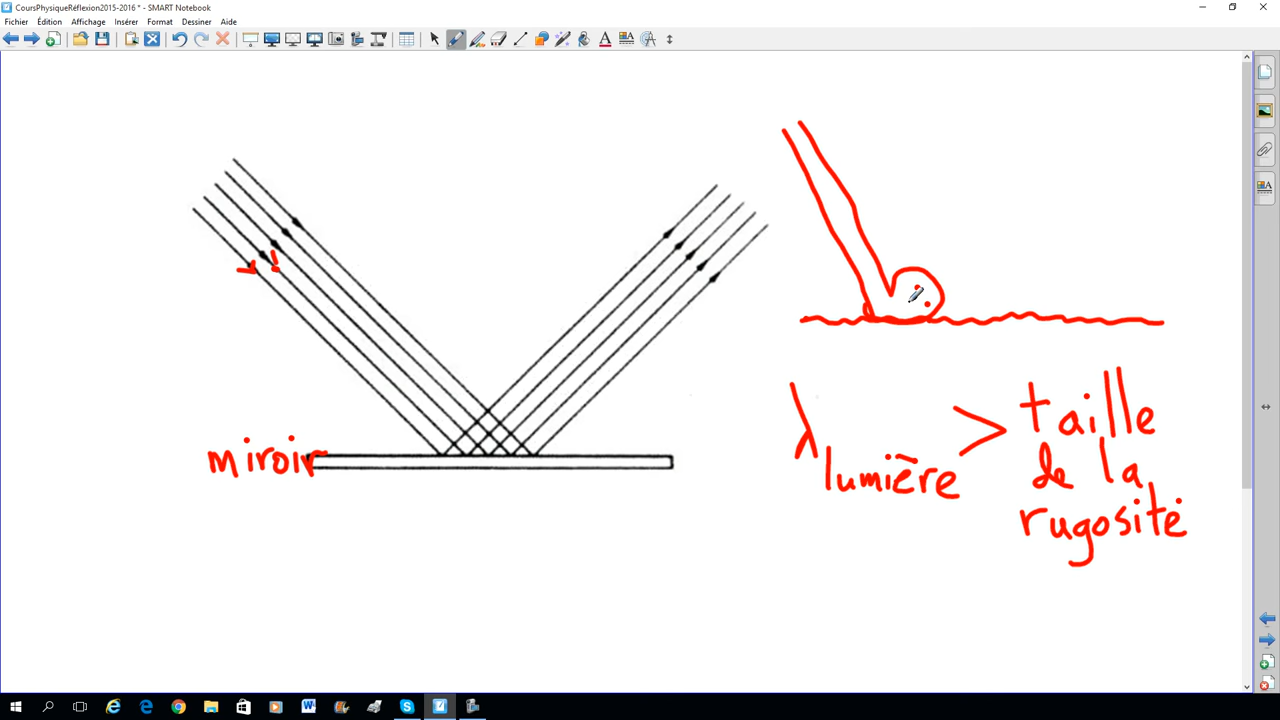 CoursPhysiqueRéflexion2015-2016 * - SMART Notebook
Fichier Édition Affichage Insérer Format Dessiner Aide
miroir
λ lumière > taille
de la
rugosité